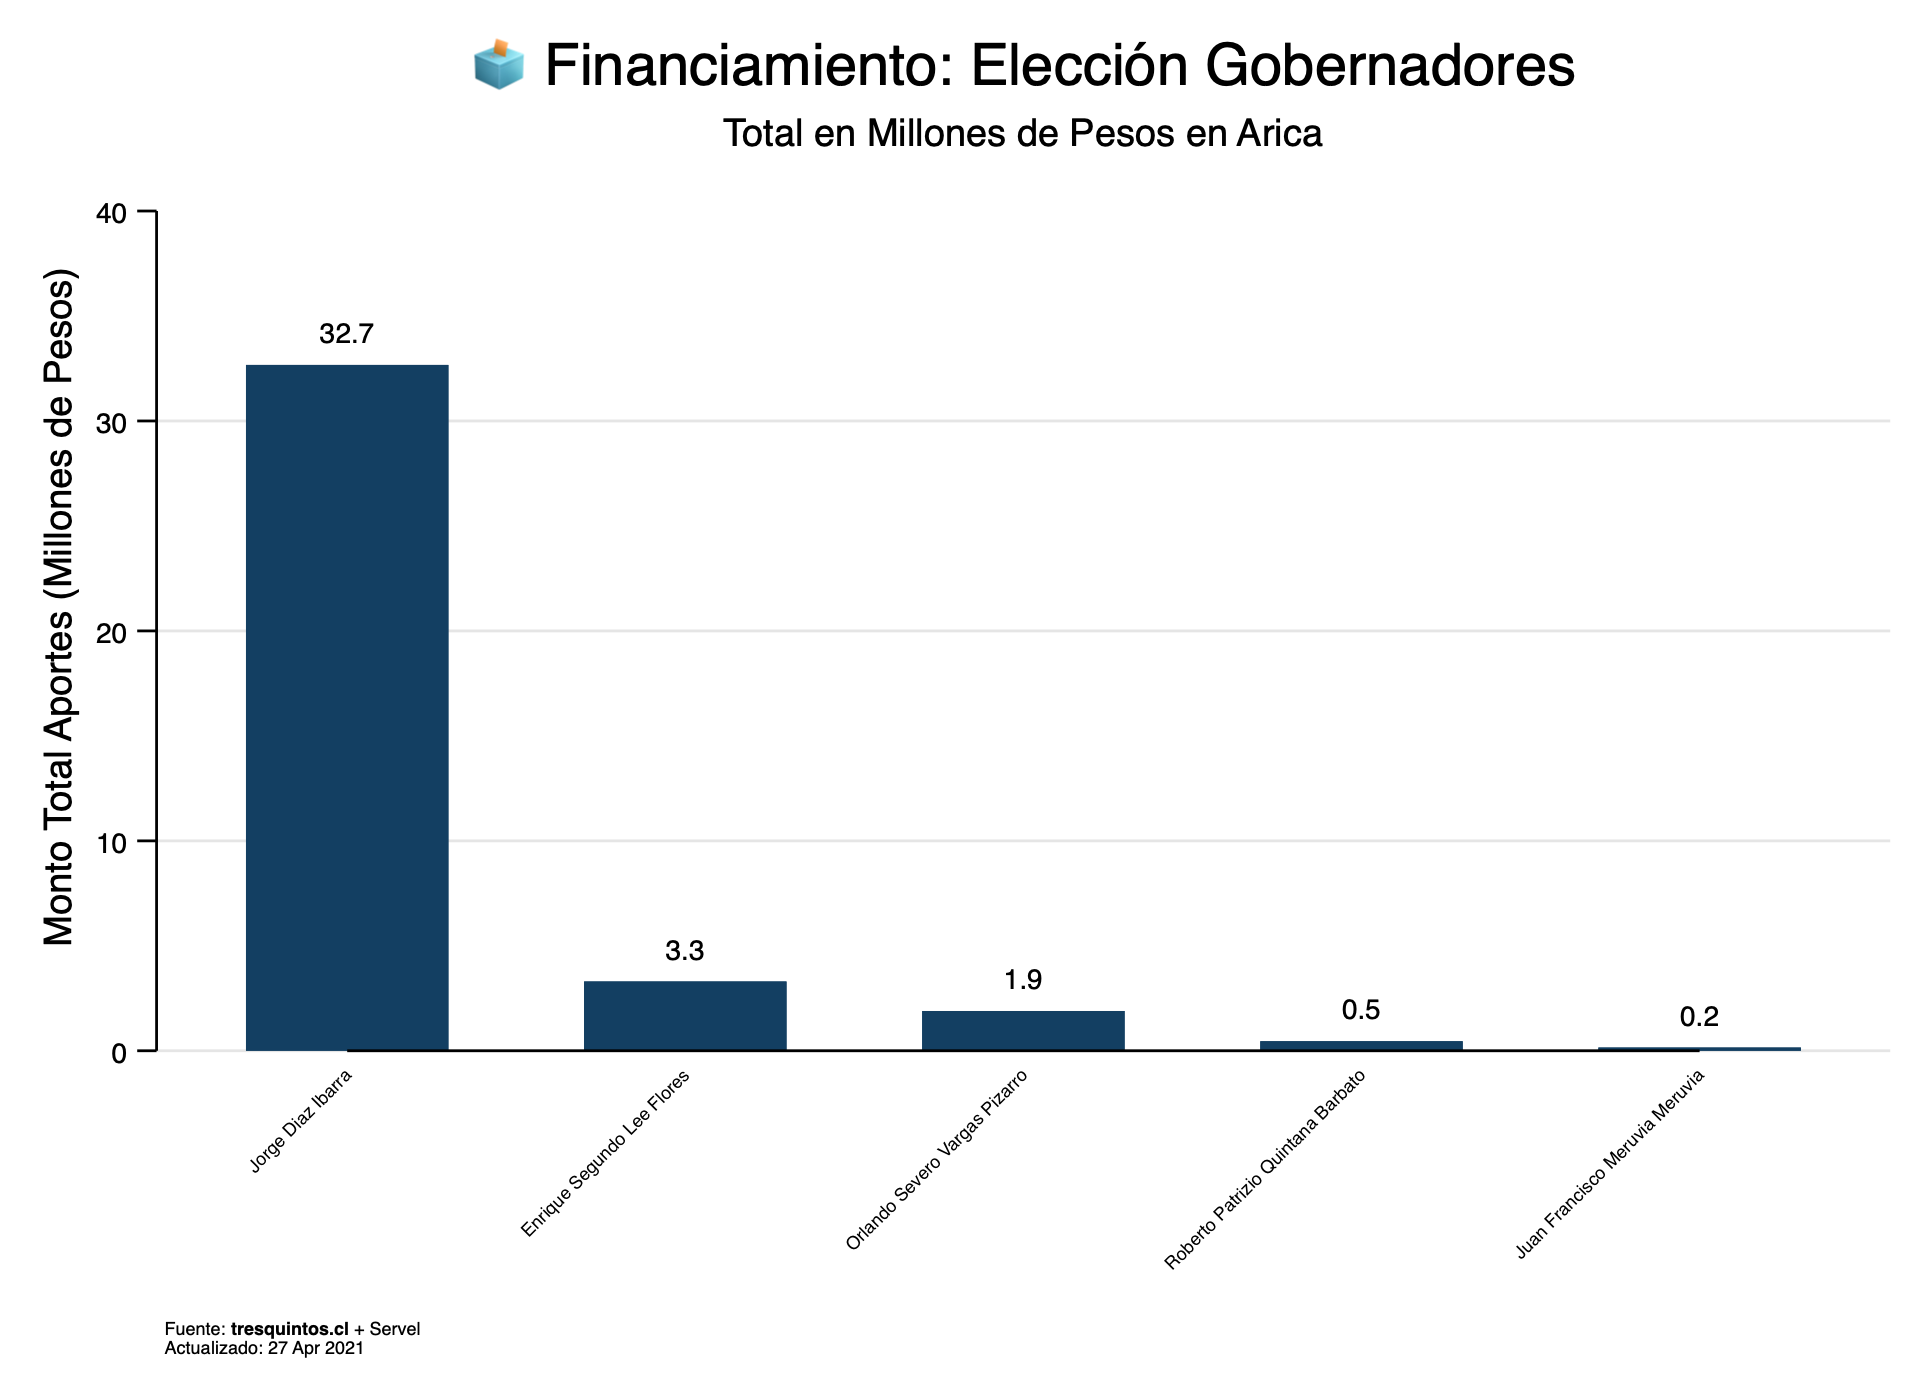 Financiamiento: Elección Gobernadores
Total en Millones de Pesos en Arica
Monto Total Aportes (Millones de Pesos)
40
30
20
10
0
32.7
3.3
1.9
0.5
0.2
Jorge Diaz Ibarra
Enrique Segundo Lee Flores
Orlando Severo Vargas Pizarro
Roberto Patrizio Quintana Barbato
Juan Francisco Meruvia Meruvia
Fuente: tresquintos.cl + Servel
Actualizado: 27 Apr 2021